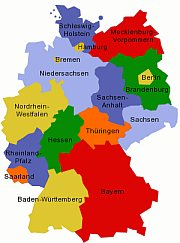 Schleswig-
Holstein
Mecklenburg-
Vorpommern
Hamburg
Bremen
Niedersachsen
Berlin
Brandenburg
Sachsen-
Anhalt
Nordrhein-
Westfalen
Sachsen
Hessen
Thüringen
Rheinland-
Pfalz
Saarland
Bayern
Baden-Württemberg